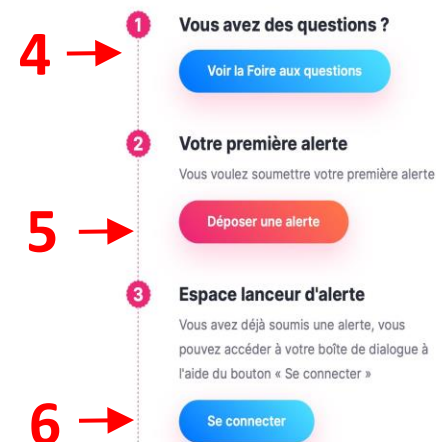 4
1 Vous avez des questions ?
Voir la Foire aux questions
2 Votre première alerte
Vous voulez soumettre votre première alerte
5
Déposer une alerte
3 Espace lanceur d'alerte
Vous avez déjà soumis une alerte, vous
pouvez accéder à votre boîte de dialogue à
l'aide du bouton « Se connecter »
6
Se connecter